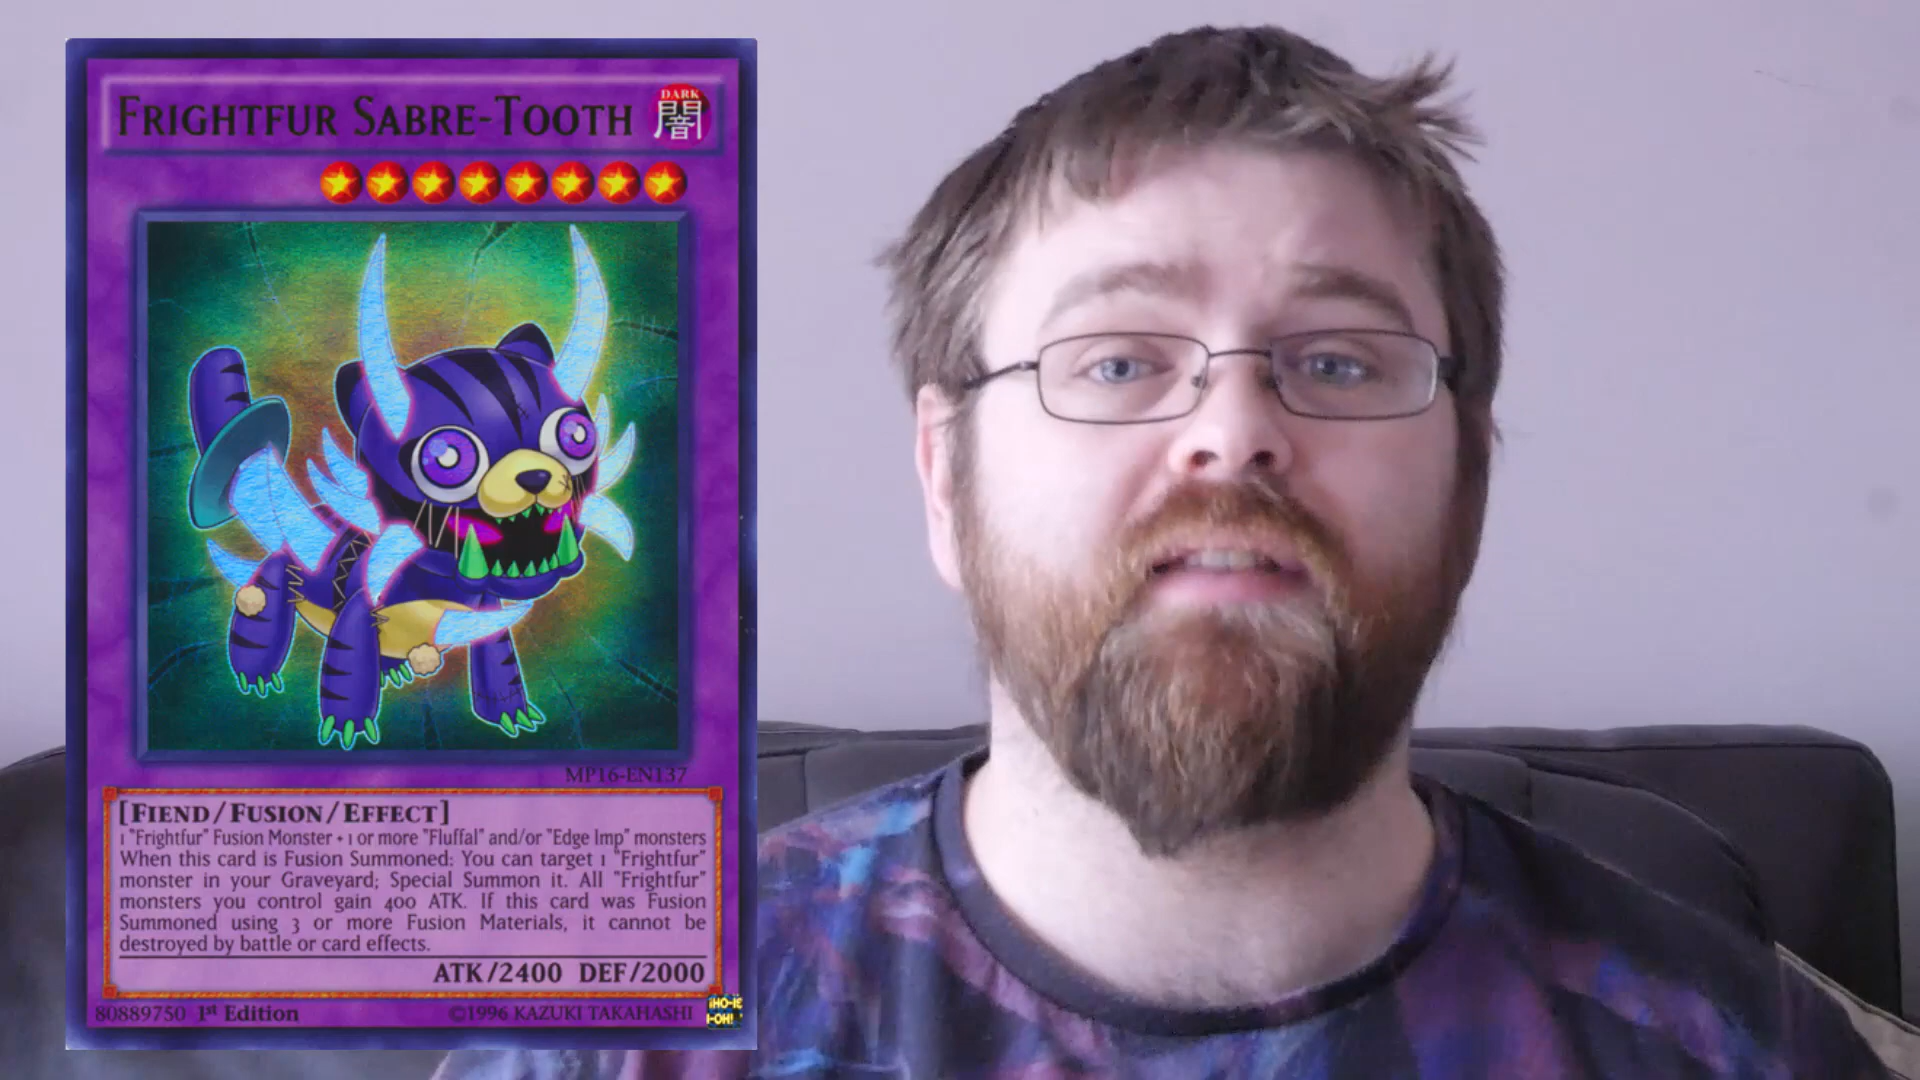 FRIGHTFUR SABRE-TOOTH
DARK
闇
MP16-EN137
[FIEND/FUSION/EFFECT]
1 "Frightfur" Fusion Monster + 1 or more "Fluffal" and/or "Edge Imp" monsters
When this card is Fusion Summoned: You can target 1 "Frightfur"
monster in your Graveyard; Special Summon it. All "Frightfur"
monsters you control gain 400 ATK. If this card was Fusion
Summoned using 3 or more Fusion Materials, it cannot be
destroyed by battle or card effects.
ATK/2400 DEF/2000
80889750 1st Edition
©1996 KAZUKI TAKAHASHI